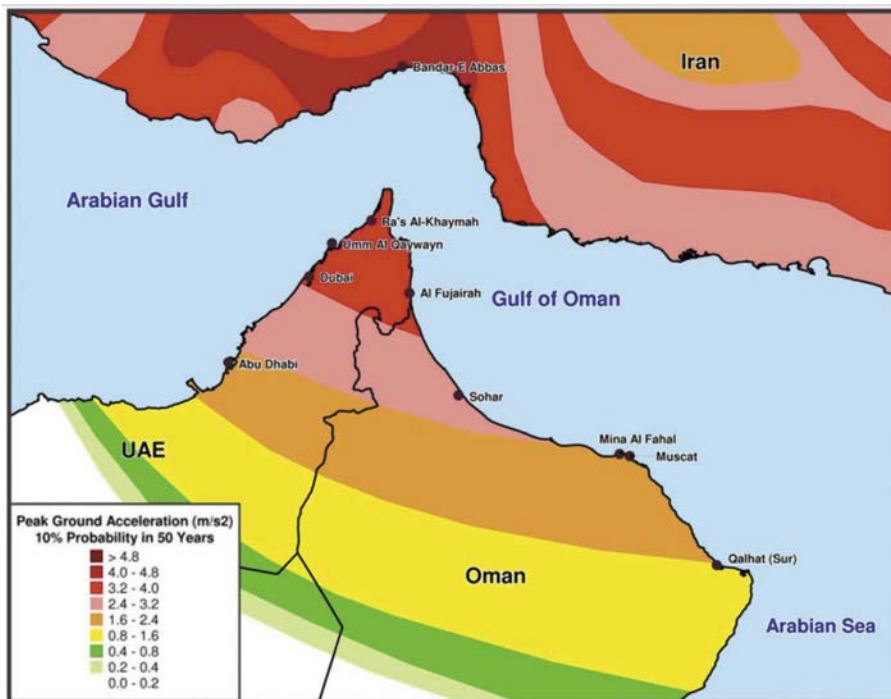 Iran
Bandar E Abbas
Arabian Gulf
Ra's Al-Khaymah
Umm Al Qaywayn
Dubai
Al Fujairah
Gulf of Oman
Abu Dhabi
Sohar
Mina Al Fahal
Muscat
UAE
Qalhat (Sur)
Oman
Arabian Sea
Peak Ground Acceleration (m/s2)
10% Probability in 50 Years
> 4.8
4.0 - 4.8
3.2 - 4.0
2.4 - 3.2
1.6 - 2.4
0.8 - 1.6
0.4 - 0.8
0.2 - 0.4
0.0 - 0.2